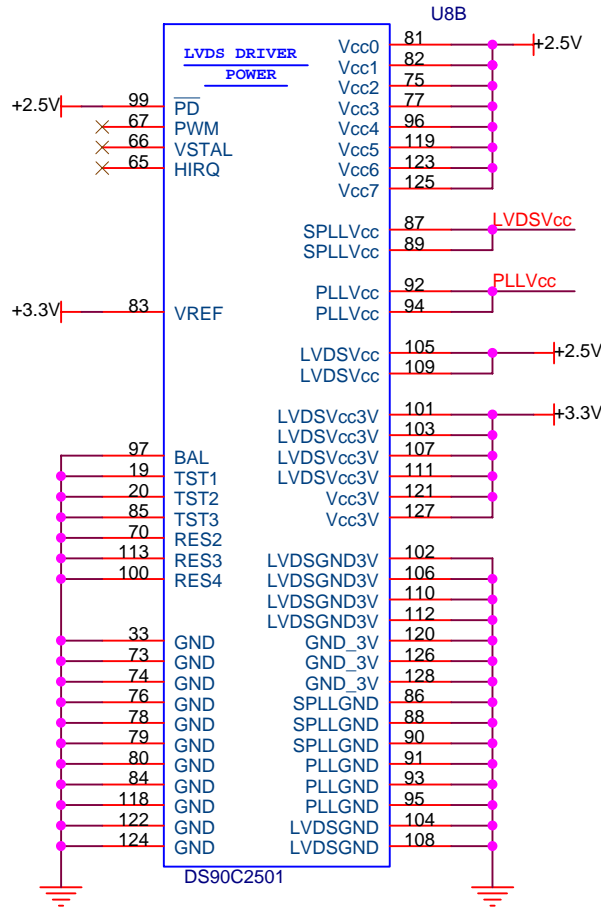 U8B
LVDS DRIVER
POWER
+2.5V 99 PD
67 PWM
66 VSTAL
65 HIRQ
+3.3V 83 VREF
97 BAL
19 TST1
20 TST2
85 TST3
70 RES2
113 RES3
100 RES4
33 GND
73 GND
74 GND
76 GND
78 GND
79 GND
80 GND
84 GND
118 GND
122 GND
124 GND
Vcc0 81 +2.5V
Vcc1 82
Vcc2 75
Vcc3 77
Vcc4 96
Vcc5 119
Vcc6 123
Vcc7 125
SPLLVcc 87 LVDSVcc
SPLLVcc 89
PLLVcc 92 PLLVcc
PLLVcc 94
LVDSVcc 105 +2.5V
LVDSVcc 109
LVDSVcc3V 101 +3.3V
LVDSVcc3V 103
LVDSVcc3V 107
LVDSVcc3V 111
Vcc3V 121
Vcc3V 127
LVDSGND3V 102
LVDSGND3V 106
LVDSGND3V 110
LVDSGND3V 112
GND_3V 120
GND_3V 126
GND_3V 128
SPLLGND 86
SPLLGND 88
SPLLGND 90
PLLGND 91
PLLGND 93
PLLGND 95
LVDSGND 104
LVDSGND 108
DS90C2501